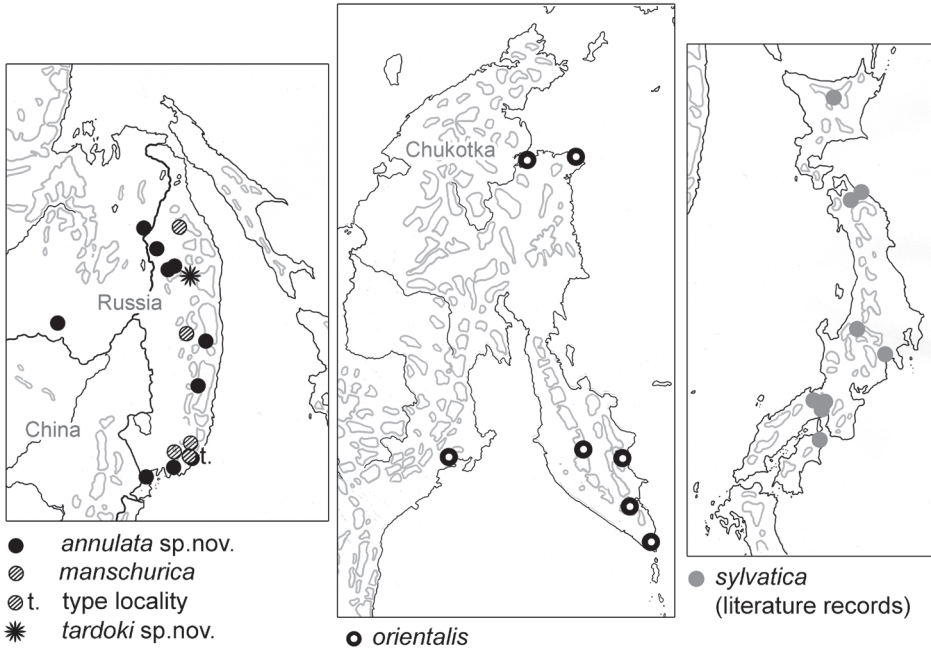 Chukotka
Russia
China
t.
annulata sp.nov.
manschurica
t. type locality
tardoki sp.nov.
orientalis
sylvatica
(literature records)